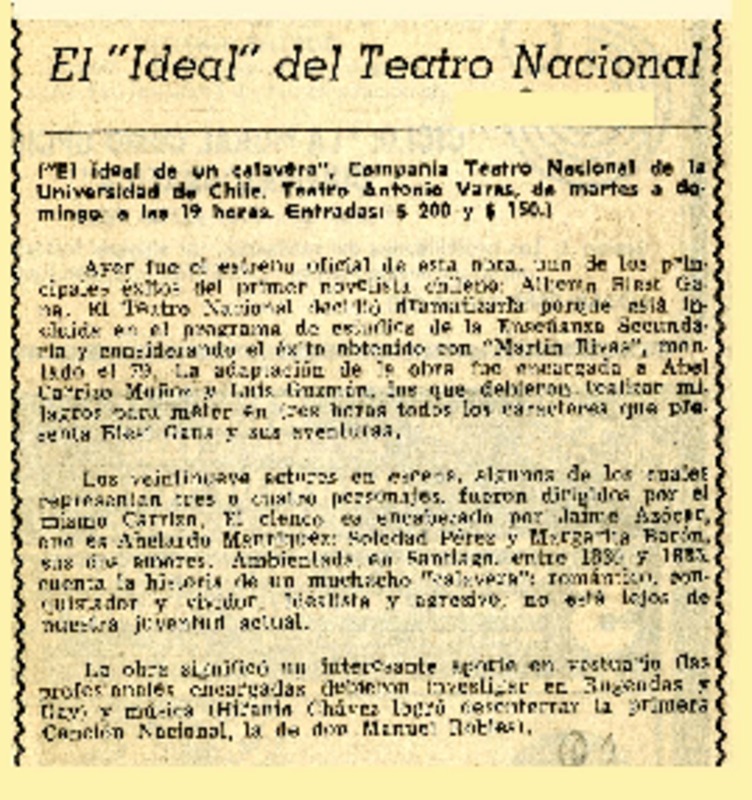 El "Ideal" del Teatro Nacional
("El ideal de un calavera", Compañía Teatro Nacional de la
Universidad de Chile. Teatro Antonio Varas, de martes a do-
mingo a las 19 horas. Entradas: $ 200 y $ 150.)
Ayer fue el estreno oficial de esta obra, uno de los prin-
cipales éxitos del primer novelista chileno: Alberto Blest Ga-
na. El Teatro Nacional decidió dramatizarla porque está in-
cluida en el programa de estudios de la Enseñanza Secunda-
ria y considerando el éxito obtenido con "Martín Rivas", mon-
tado el 79. La adaptación de la obra fue encargada a Abel
Carrizo Muñoz y Luis Guzmán, los que debieron realizar mi-
lagros para meter en tres horas todos los caracteres que pre-
senta Blest Gana y sus aventuras.
Los veintinueve actores en escena, algunos de los cuales
representan tres o cuatro personajes, fueron dirigidos por el
mismo Carrizo. El elenco es encabezado por Jaime Azócar,
que es Abelardo Manríquez; Soledad Pérez y Margarita Barón,
sus dos amores. Ambientada en Santiago, entre y
cuenta la historia de un muchacho "calavera": romántico, con-
quistador y vividor. Idealista y agresivo, no está lejos de
nuestra juventud actual.
La obra significó un interesante aporte en vestuario (las
profesionales encargadas debieron investigar en Rugendas y
Gay) y música (Hiranio Chávez logró desenterrar la primera
Canción Nacional, la de don Manuel Robles).